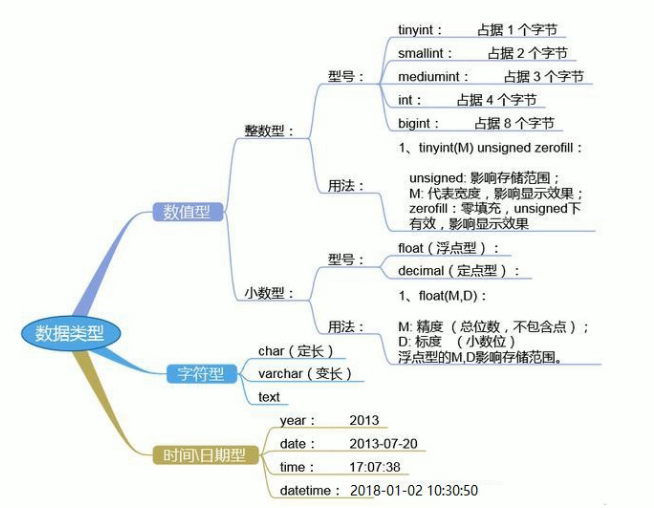 数据类型
数值型
整数型：
型号：
tinyint： 占据 1 个字节
smallint： 占据 2 个字节
mediumint： 占据 3 个字节
int： 占据 4 个字节
bigint： 占据 8 个字节
用法：
1、tinyint(M) unsigned zerofill：
unsigned: 影响存储范围；
M: 代表宽度，影响显示效果；
zerofill：零填充，unsigned下
有效，影响显示效果
小数型：
型号：
float（浮点型）：
decimal（定点型）：
用法：
1、float(M,D)：
M: 精度 （总位数，不包含点）；
D: 标度 （小数位）
浮点型的M,D影响存储范围。
字符型
char（定长）
varchar（变长）
text
时间\日期型
year： 2013
date： 2013-07-20
time： 17:07:38
datetime： 2018-01-02 10:30:50